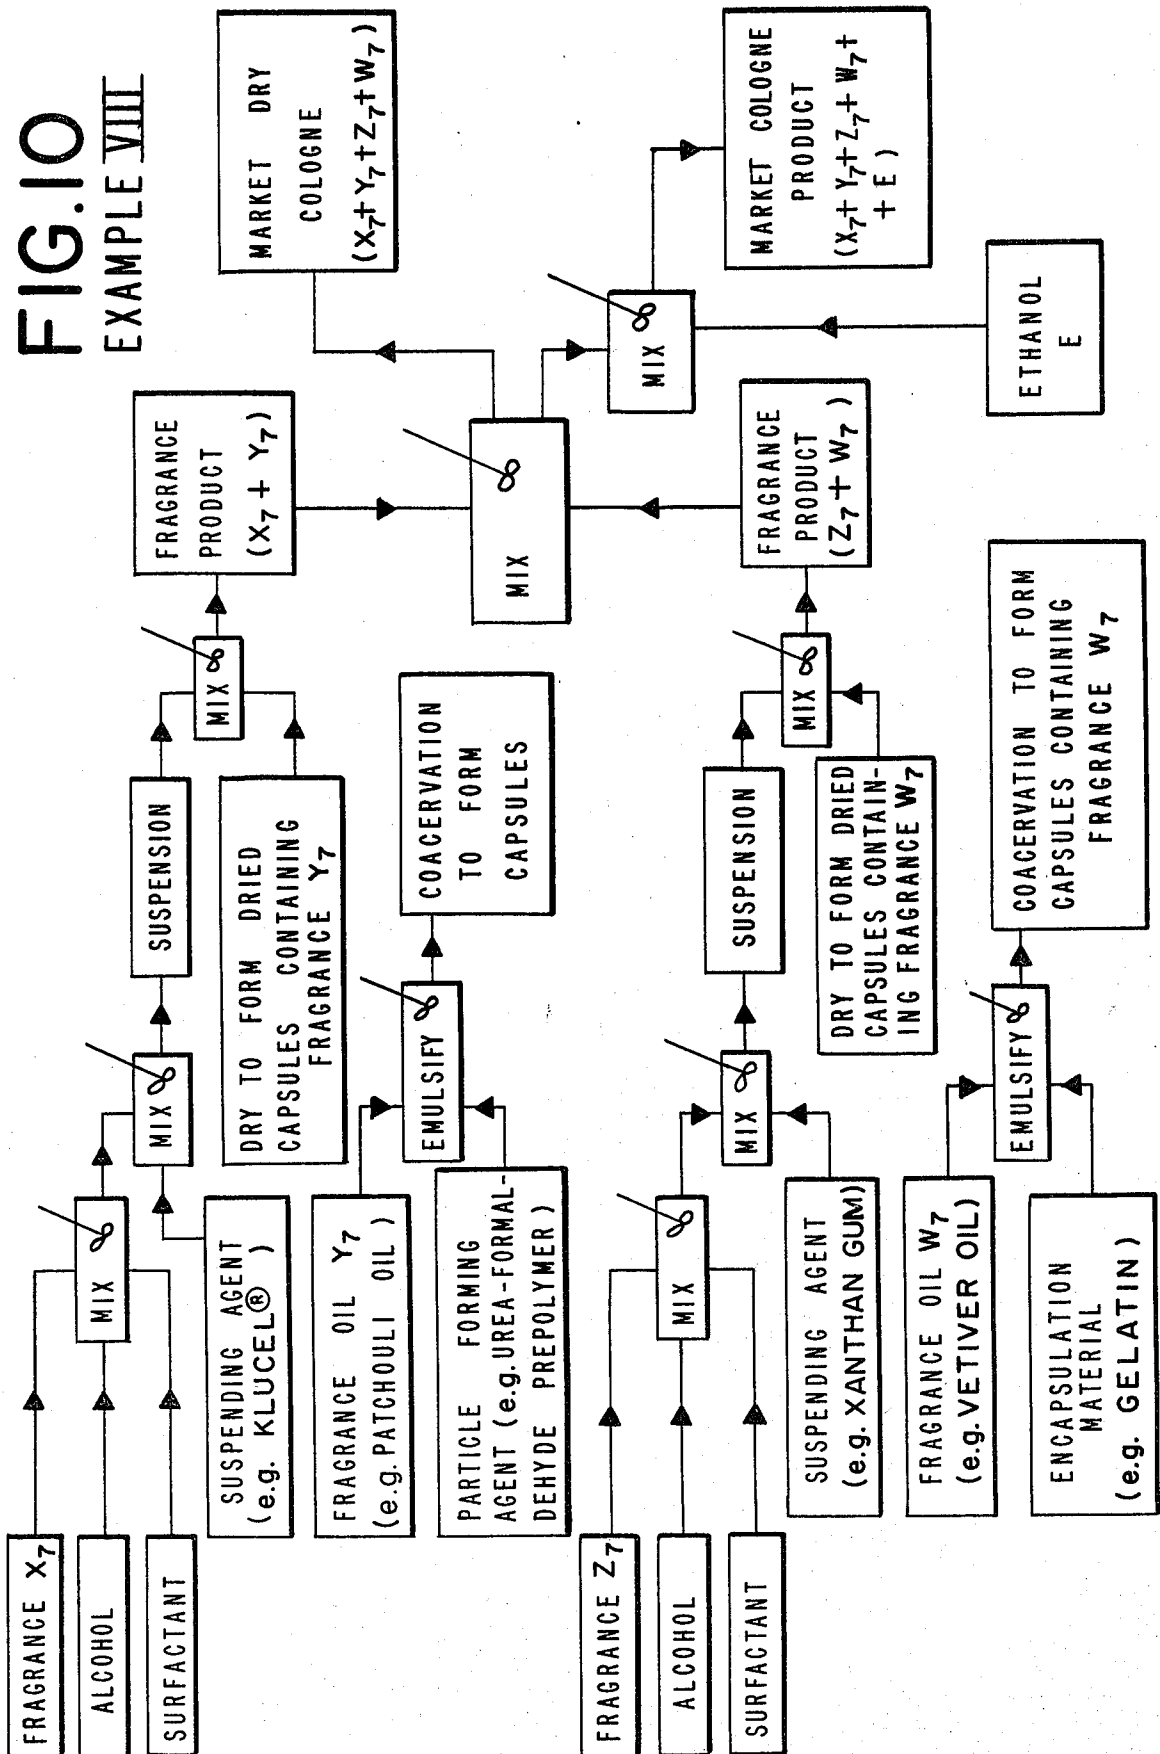 FIG.10
EXAMPLE VIII
FRAGRANCE X7
ALCOHOL
SURFACTANT
MIX
SUSPENDING AGENT
(e.g. KLUCEL® )
MIX
SUSPENSION
DRY TO FORM DRIED
CAPSULES CONTAINING
FRAGRANCE Y7
MIX
FRAGRANCE
PRODUCT
(X7 + Y7)
FRAGRANCE OIL Y7
(e.g. PATCHOULI OIL)
PARTICLE FORMING
AGENT (e.g. UREA-FORMAL-
DEHYDE PREPOLYMER)
EMULSIFY
COACERVATION
TO FORM
CAPSULES
MIX
MARKET DRY
COLOGNE
(X7+Y7+Z7+W7)
MIX
MARKET COLOGNE
PRODUCT
(X7+Y7+Z7+W7+
+E)
ETHANOL
E
FRAGRANCE Z7
ALCOHOL
SURFACTANT
MIX
SUSPENDING AGENT
(e.g. XANTHAN GUM)
MIX
SUSPENSION
DRY TO FORM DRIED
CAPSULES CONTAIN-
ING FRAGRANCE W7
MIX
FRAGRANCE
PRODUCT
(Z7 + W7)
FRAGRANCE OIL W7
(e.g. VETIVER OIL)
ENCAPSULATION
MATERIAL
(e.g. GELATIN)
EMULSIFY
COACERVATION TO FORM
CAPSULES CONTAINING
FRAGRANCE W7